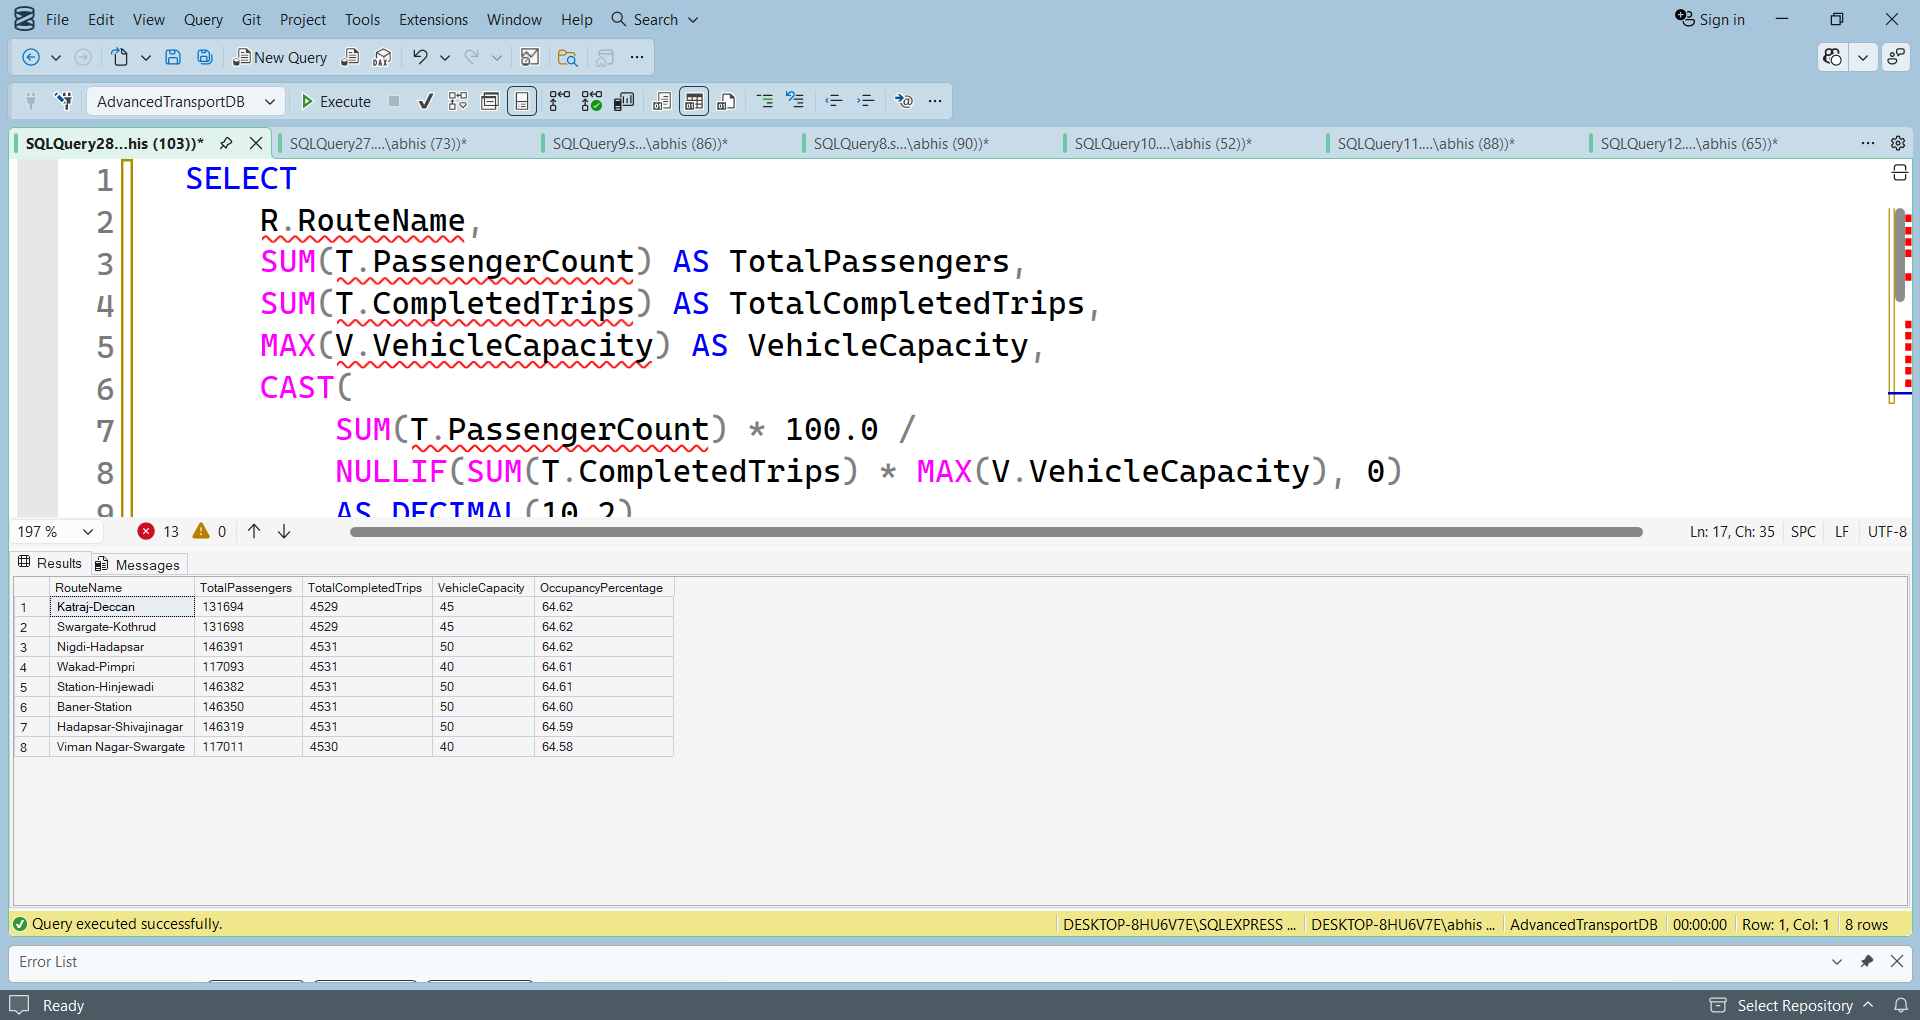 File Edit View Query Git Project Tools Extensions Window Help Search Sign in
New Query
AdvancedTransportDB Execute
SQLQuery28...his (103))* SQLQuery27....\abhis (73))* SQLQuery9.s...\abhis (86))* SQLQuery8.s...\abhis (90))* SQLQuery10....\abhis (52))* SQLQuery11....\abhis (88))* SQLQuery12....\abhis (65))*
1 SELECT
2 R.RouteName,
3 SUM(T.PassengerCount) AS TotalPassengers,
4 SUM(T.CompletedTrips) AS TotalCompletedTrips,
5 MAX(V.VehicleCapacity) AS VehicleCapacity,
6 CAST(
7 SUM(T.PassengerCount) * 100.0 /
8 NULLIF(SUM(T.CompletedTrips) * MAX(V.VehicleCapacity), 0)
9 AS DECIMAL(10,2)
197 % 13 0 Ln: 17, Ch: 35 SPC LF UTF-8
Results Messages
RouteName TotalPassengers TotalCompletedTrips VehicleCapacity OccupancyPercentage
1 Katraj-Deccan 131694 4529 45 64.62
2 Swargate-Kothrud 131698 4529 45 64.62
3 Nigdi-Hadapsar 146391 4531 50 64.62
4 Wakad-Pimpri 117093 4531 40 64.61
5 Station-Hinjewadi 146382 4531 50 64.61
6 Baner-Station 146350 4531 50 64.60
7 Hadapsar-Shivajinagar 146319 4531 50 64.59
8 Viman Nagar-Swargate 117011 4530 40 64.58
Query executed successfully. DESKTOP-8HU6V7E\SQLEXPRESS ... DESKTOP-8HU6V7E\abhis ... AdvancedTransportDB 00:00:00 Row: 1, Col: 1 8 rows
Error List
Ready Select Repository